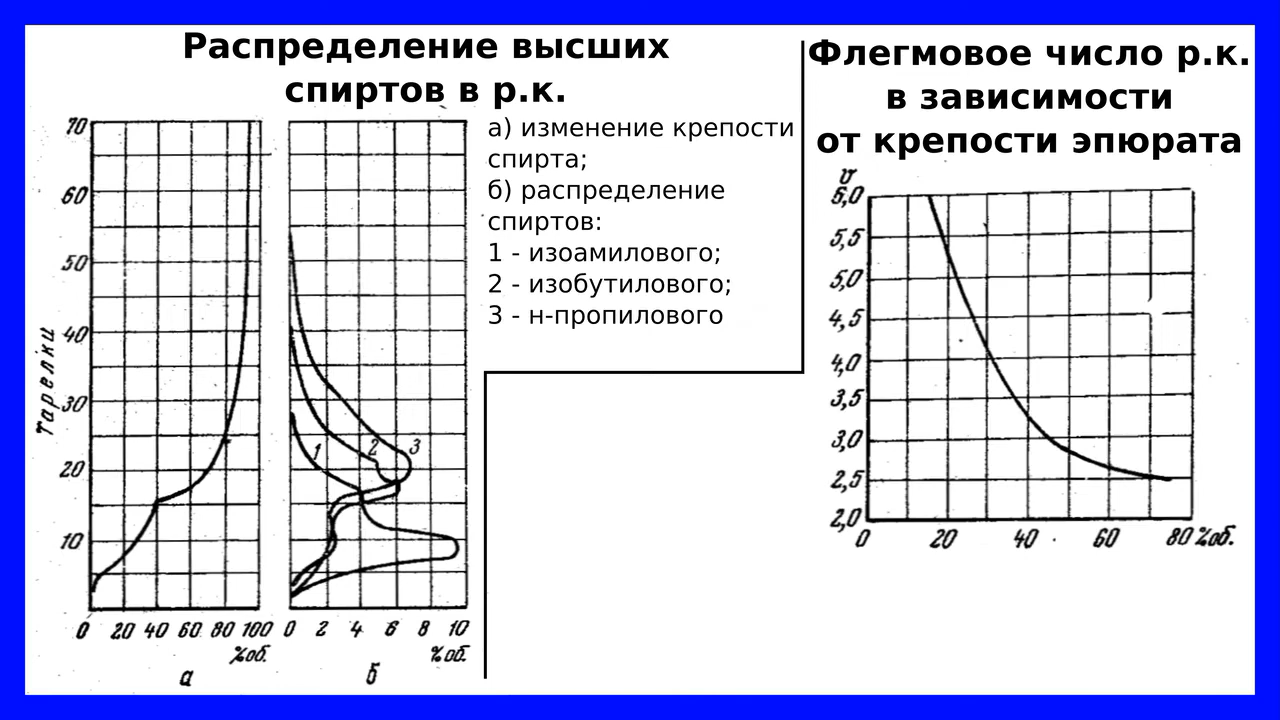 Распределение высших
спиртов в р.к.
70
60
50
40
30
20
10
Тарелки
0 20 40 60 80 100
%об.
а
1
2
3
0 2 4 6 8 10
%об.
б
а) изменение крепости
спирта;
б) распределение
спиртов:
1 - изоамилового;
2 - изобутилового;
3 - н-пропилового
Флегмовое число р.к.
в зависимости
от крепости эпюрата
υ
6,0
5,5
5,0
4,5
4,0
3,5
3,0
2,5
2,0
0 20 40 60 80 %об.